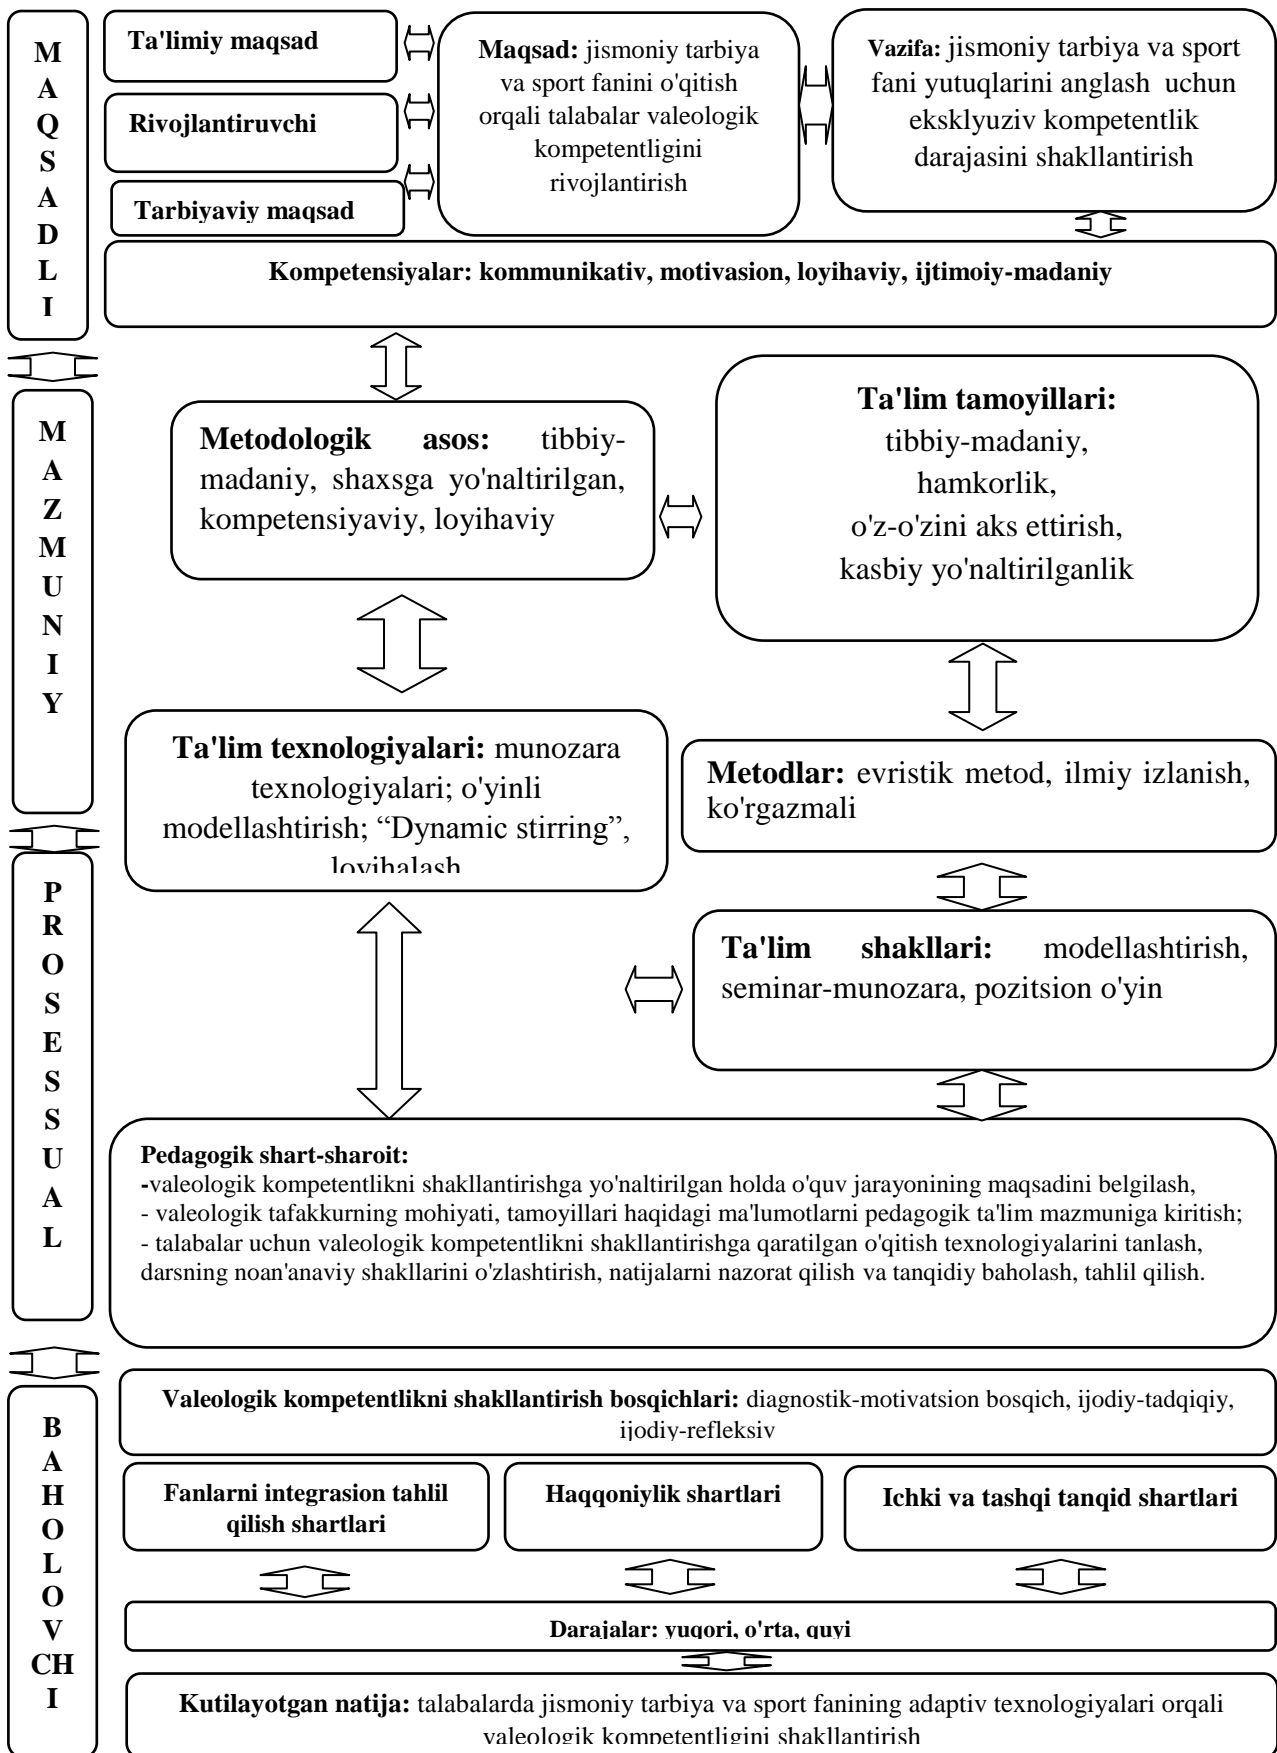 M
A
Q
S
A
D
L
I
Ta'limiy maqsad
Rivojlantiruvchi
Tarbiyaviy maqsad
Maqsad: jismoniy tarbiya
va sport fanini o'qitish
orqali talabalar valeologik
kompetentligini
rivojlantirish
Vazifa: jismoniy tarbiya va sport
fani yutuqlarini anglash uchun
eksklyuziv kompetentlik
darajasini shakllantirish
Kompetensiyalar: kommunikativ, motivasion, loyihaviy, ijtimoiy-madaniy
M
A
Z
M
U
N
I
Y
Metodologik asos: tibbiy-
madaniy, shaxsga yo'naltirilgan,
kompetensiyaviy, loyihaviy
Ta'lim tamoyillari:
tibbiy-madaniy,
hamkorlik,
o'z-o'zini aks ettirish,
kasbiy yo'naltirilganlik
Ta'lim texnologiyalari: munozara
texnologiyalari; o'yinli
modellashtirish; “Dynamic stirring”,
loyihalash
Metodlar: evristik metod, ilmiy izlanish,
ko'rgazmali
P
R
O
S
E
S
S
U
A
L
Ta'lim shakllari: modellashtirish,
seminar-munozara, pozitsion o'yin
Pedagogik shart-sharoit:
-valeologik kompetentlikni shakllantirishga yo'naltirilgan holda o'quv jarayonining maqsadini belgilash,
- valeologik tafakkurning mohiyati, tamoyillari haqidagi ma'lumotlarni pedagogik ta'lim mazmuniga kiritish;
- talabalar uchun valeologik kompetentlikni shakllantirishga qaratilgan o'qitish texnologiyalarini tanlash,
darsning noan'anaviy shakllarini o'zlashtirish, natijalarni nazorat qilish va tanqidiy baholash, tahlil qilish.
B
A
H
O
L
O
V
CH
I
Valeologik kompetentlikni shakllantirish bosqichlari: diagnostik-motivatsion bosqich, ijodiy-tadqiqiy,
ijodiy-refleksiv
Fanlarni integrasion tahlil
qilish shartlari
Haqqoniylik shartlari
Ichki va tashqi tanqid shartlari
Darajalar: yuqori, o'rta, quyi
Kutilayotgan natija: talabalarda jismoniy tarbiya va sport fanining adaptiv texnologiyalari orqali
valeologik kompetentligini shakllantirish